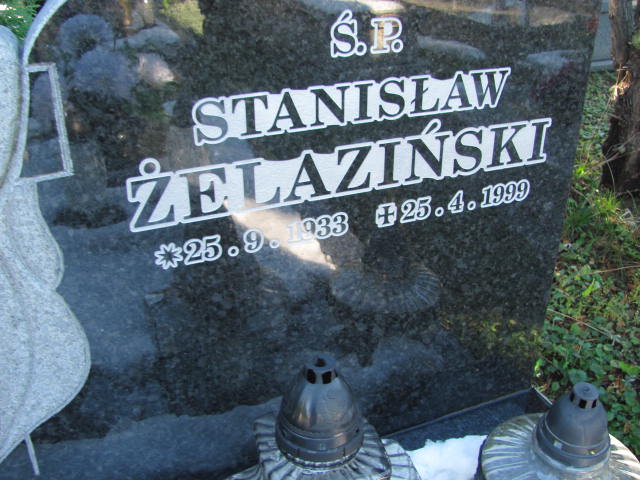 Ś.P.
STANISŁAW
ŻELAZIŃSKI
*25.9.1933 ✝25.4.1999